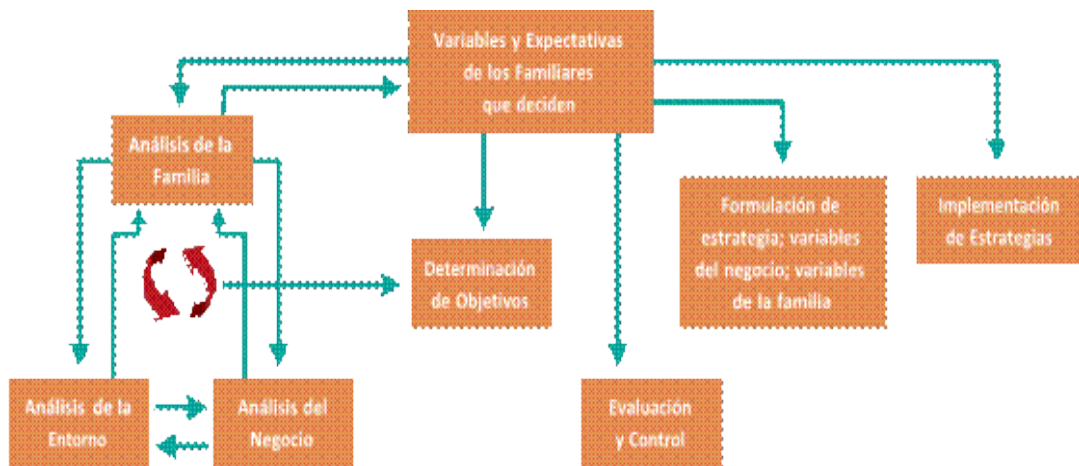 Variables y Expectativas
de los Familiares
que deciden
Análisis de la
Familia
Formulación de
estrategia; variables
del negocio; variables
de la familia
Implementación
de Estrategias
Determinación
de Objetivos
Análisis de la
Entorno
Análisis del
Negocio
Evaluación
y Control